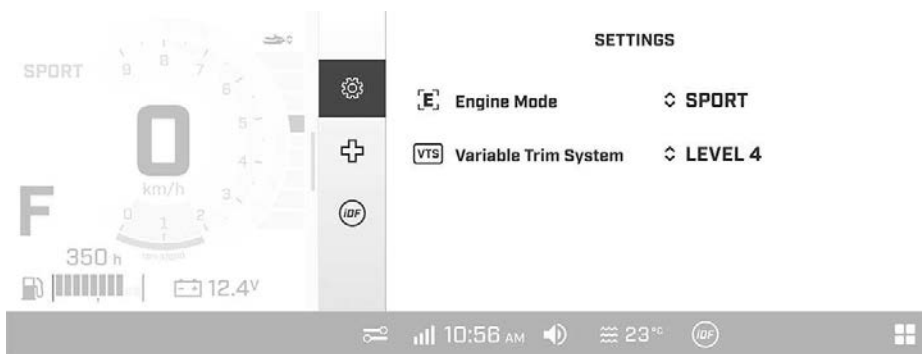 SETTINGS
SPORT
9 8 7
6
5
4
3
0 1 2
0
km/h
F
350 h
12.4V
iDF
[E] Engine Mode SPORT
VTS Variable Trim System LEVEL 4
10:56 AM 23°C iDF